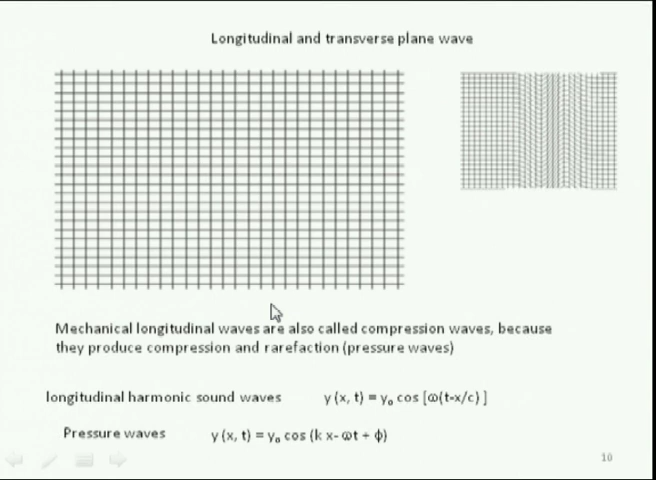 Longitudinal and transverse plane wave
Mechanical longitudinal waves are also called compression waves, because
they produce compression and rarefaction (pressure waves)
longitudinal harmonic sound waves y (x, t) = y₀ cos [ω(t-x/c) ]
Pressure waves y (x, t) = y₀ cos (k x- ωt + ϕ)
10